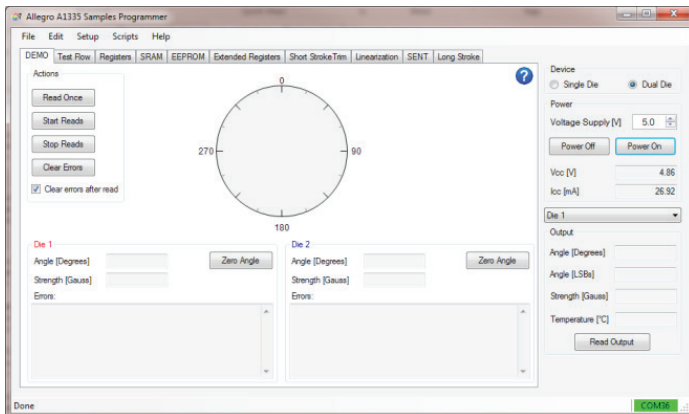 Allegro A1335 Samples Programmer
File Edit Setup Scripts Help
DEMO Test Flow Registers SRAM EEPROM Extended Registers Short Stroke Trim Linearization SENT Long Stroke
Actions
Read Once
Start Reads
Stop Reads
Clear Errors
Clear errors after read
0
90
180
270
?
Die 1
Angle [Degrees]
Zero Angle
Strength [Gauss]
Errors:
Die 2
Angle [Degrees]
Zero Angle
Strength [Gauss]
Errors:
Device
Single Die Dual Die
Power
Voltage Supply [V] 5.0
Power Off Power On
Vcc [V] 4.86
Icc [mA] 26.92
Die 1
Output
Angle [Degrees]
Angle [LSBs]
Strength [Gauss]
Temperature [°C]
Read Output
Done COM36